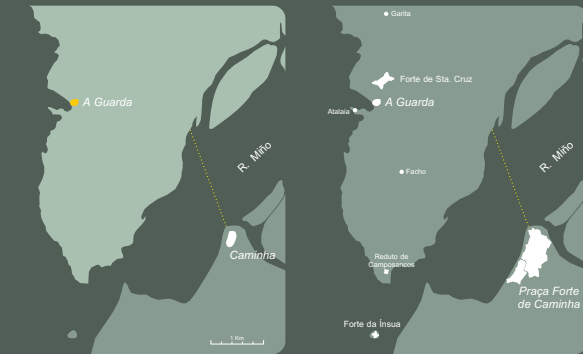 A Guarda
R. Miño
Caminha
1 Km
Ganta
Forte de Sta. Cruz
A Guarda
Atalaia
R. Miño
Facho
Reduto de
Camposancos
Praça Forte
de Caminha
Forte da Ínsua